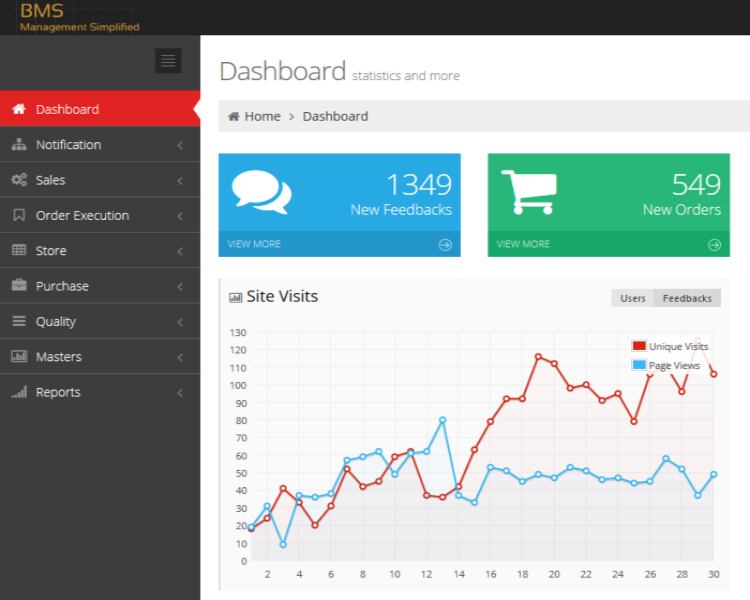 BMS
Management Simplified
Dashboard statistics and more
Home > Dashboard
Dashboard
Notification
Sales
Order Execution
Store
Purchase
Quality
Masters
Reports
1349
New Feedbacks
VIEW MORE
549
New Orders
VIEW MORE
Site Visits
Users Feedbacks
Unique Visits
Page Views
130
120
110
100
90
80
70
60
50
40
30
20
10
0
2 4 6 8 10 12 14 16 18 20 22 24 26 28 30